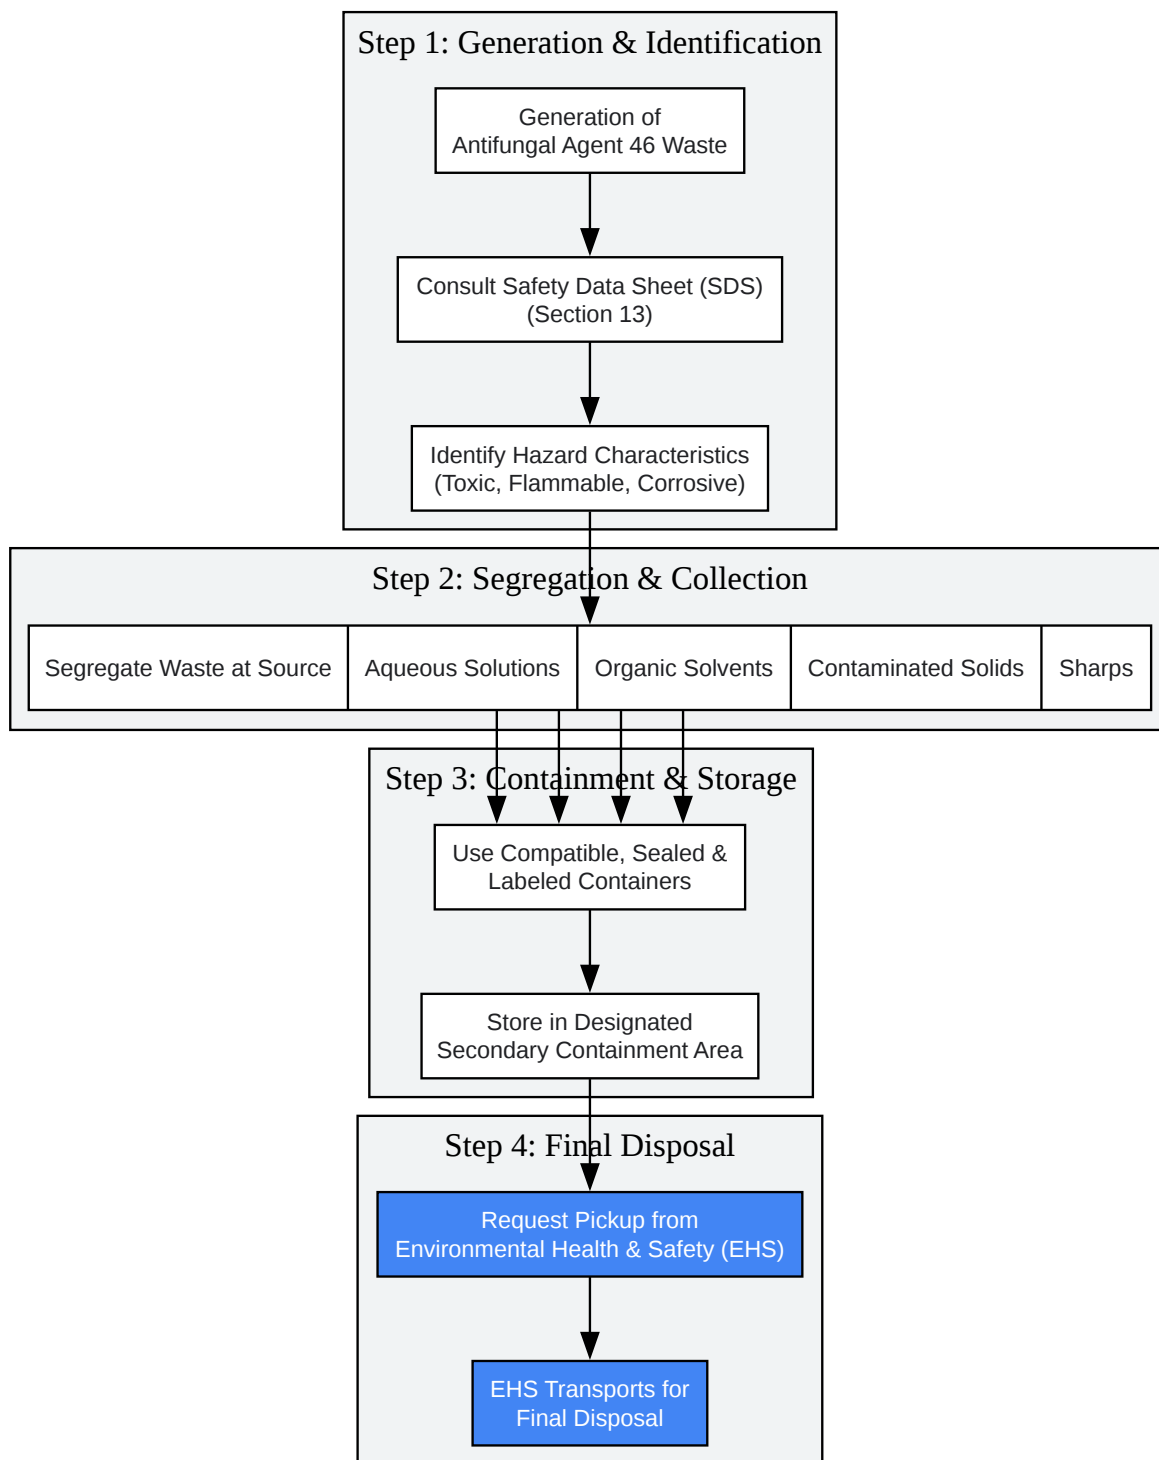 Step 1: Generation & Identification
Generation of
Antifungal Agent 46 Waste
Consult Safety Data Sheet (SDS)
(Section 13)
Identify Hazard Characteristics
(Toxic, Flammable, Corrosive)
Step 2: Segregation & Collection
Segregate Waste at Source
Aqueous Solutions
Organic Solvents
Contaminated Solids
Sharps
Step 3: Containment & Storage
Use Compatible, Sealed &
Labeled Containers
Store in Designated
Secondary Containment Area
Step 4: Final Disposal
Request Pickup from
Environmental Health & Safety (EHS)
EHS Transports for
Final Disposal